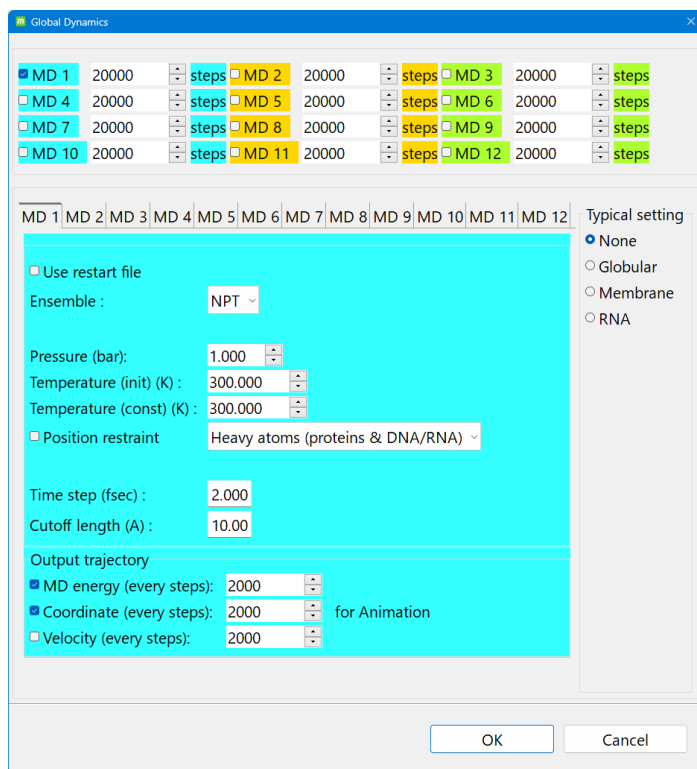 Global Dynamics
MD 1 20000 steps MD 2 20000 steps MD 3 20000 steps
MD 4 20000 steps MD 5 20000 steps MD 6 20000 steps
MD 7 20000 steps MD 8 20000 steps MD 9 20000 steps
MD 10 20000 steps MD 11 20000 steps MD 12 20000 steps
MD 1 MD 2 MD 3 MD 4 MD 5 MD 6 MD 7 MD 8 MD 9 MD 10 MD 11 MD 12
Typical setting
None
Globular
Membrane
RNA
Use restart file
Ensemble : NPT
Pressure (bar): 1.000
Temperature (init) (K) : 300.000
Temperature (const) (K) : 300.000
Position restraint Heavy atoms (proteins & DNA/RNA)
Time step (fsec) : 2.000
Cutoff length (A) : 10.00
Output trajectory
MD energy (every steps): 2000
Coordinate (every steps): 2000 for Animation
Velocity (every steps): 2000
OK Cancel